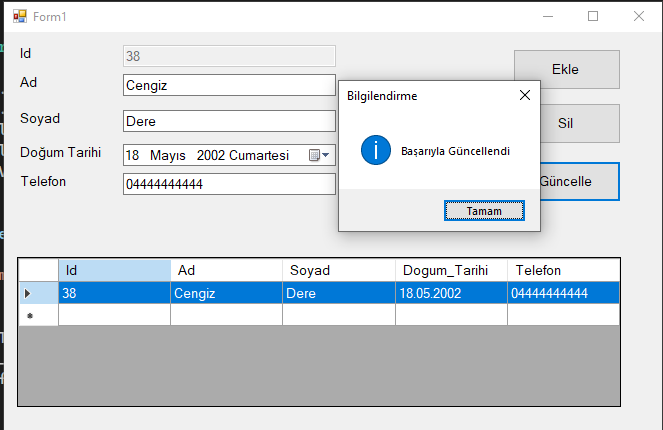 Form1
Id
38
Ekle
Ad
Cengiz
Bilgilendirme
Soyad
Dere
Sil
Başarıyla Güncellendi
Doğum Tarihi
18 Mayıs 2002 Cumartesi
Telefon
04444444444
Güncelle
Tamam
Id Ad Soyad Dogum_Tarihi Telefon
38 Cengiz Dere 18.05.2002 04444444444